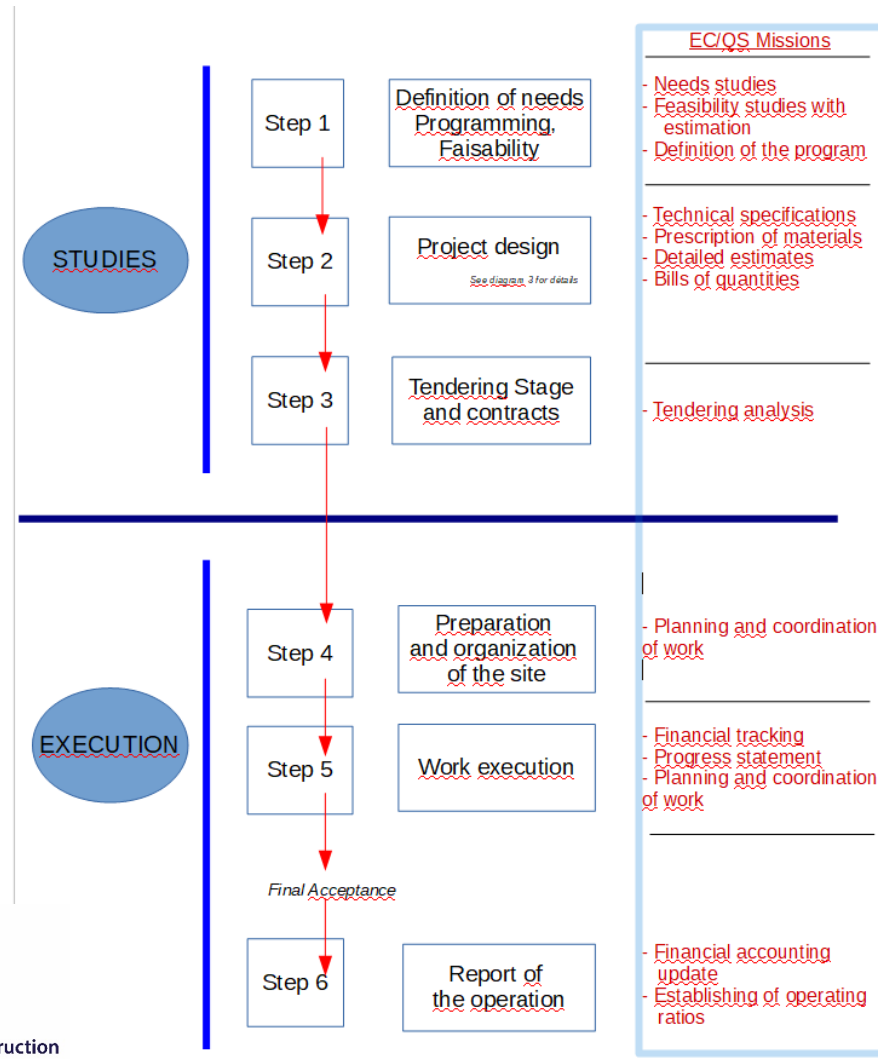 EC/QS Missions
STUDIES
Step 1
Definition of needs
Programming,
Faisability
- Needs studies
- Feasibility studies with
estimation
- Definition of the program
Step 2
Project design
See diagram 3 for détails
- Technical specifications
- Prescription of materials
- Detailed estimates
- Bills of quantities
Step 3
Tendering Stage
and contracts
- Tendering analysis
EXECUTION
Step 4
Preparation
and organization
of the site
- Planning and coordination
of work
Step 5
Work execution
- Financial tracking
- Progress statement
- Planning and coordination
of work
Final Acceptance
Step 6
Report of
the operation
- Financial accounting
update
- Establishing of operating
ratios
ruction